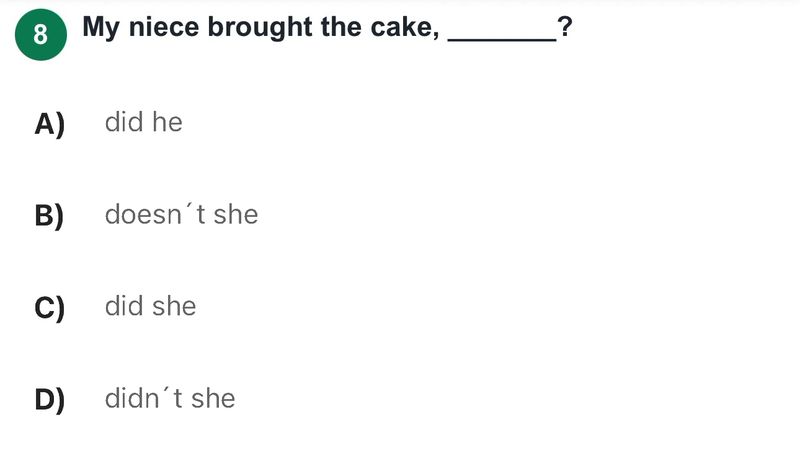 8 My niece brought the cake, _______?
A) did he
B) doesn´t she
C) did she
D) didn´t she